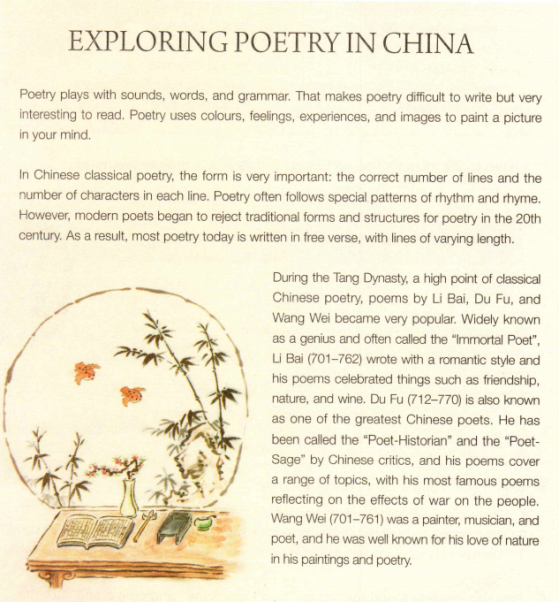 EXPLORING POETRY IN CHINA
Poetry plays with sounds, words, and grammar. That makes poetry difficult to write but very
interesting to read. Poetry uses colours, feelings, experiences, and images to paint a picture
in your mind.
In Chinese classical poetry, the form is very important: the correct number of lines and the
number of characters in each line. Poetry often follows special patterns of rhythm and rhyme.
However, modern poets began to reject traditional forms and structures for poetry in the 20th
century. As a result, most poetry today is written in free verse, with lines of varying length.
During the Tang Dynasty, a high point of classical
Chinese poetry, poems by Li Bai, Du Fu, and
Wang Wei became very popular. Widely known
as a genius and often called the “Immortal Poet”,
Li Bai (701–762) wrote with a romantic style and
his poems celebrated things such as friendship,
nature, and wine. Du Fu (712–770) is also known
as one of the greatest Chinese poets. He has
been called the “Poet-Historian” and the “Poet-
Sage” by Chinese critics, and his poems cover
a range of topics, with his most famous poems
reflecting on the effects of war on the people.
Wang Wei (701–761) was a painter, musician, and
poet, and he was well known for his love of nature
in his paintings and poetry.